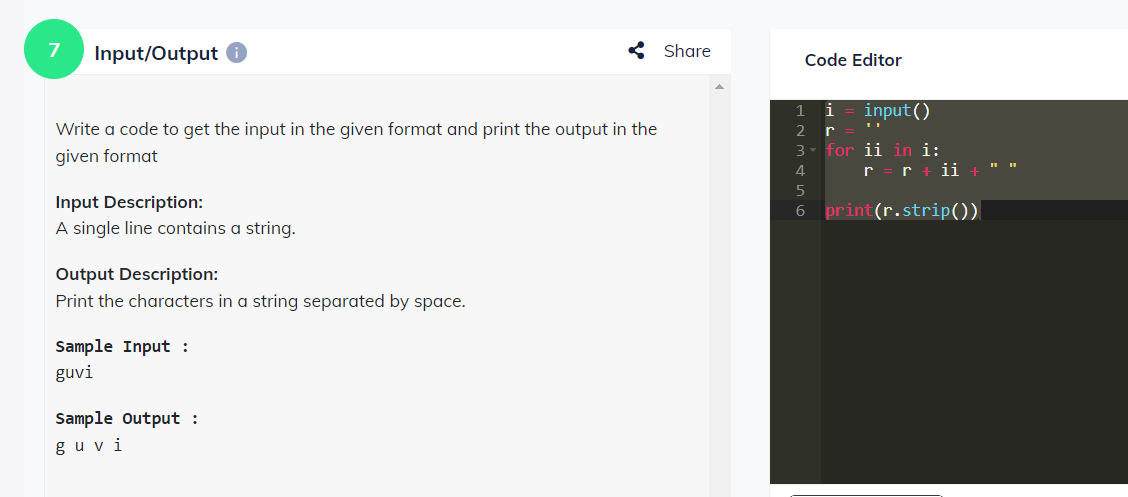 7
Input/Output i
Share
Write a code to get the input in the given format and print the output in the
given format
Input Description:
A single line contains a string.
Output Description:
Print the characters in a string separated by space.
Sample Input :
guvi
Sample Output :
g u v i
Code Editor
1 i = input()
2 r = ''
3 for ii in i:
4     r = r + ii + " "
5
6 print(r.strip())